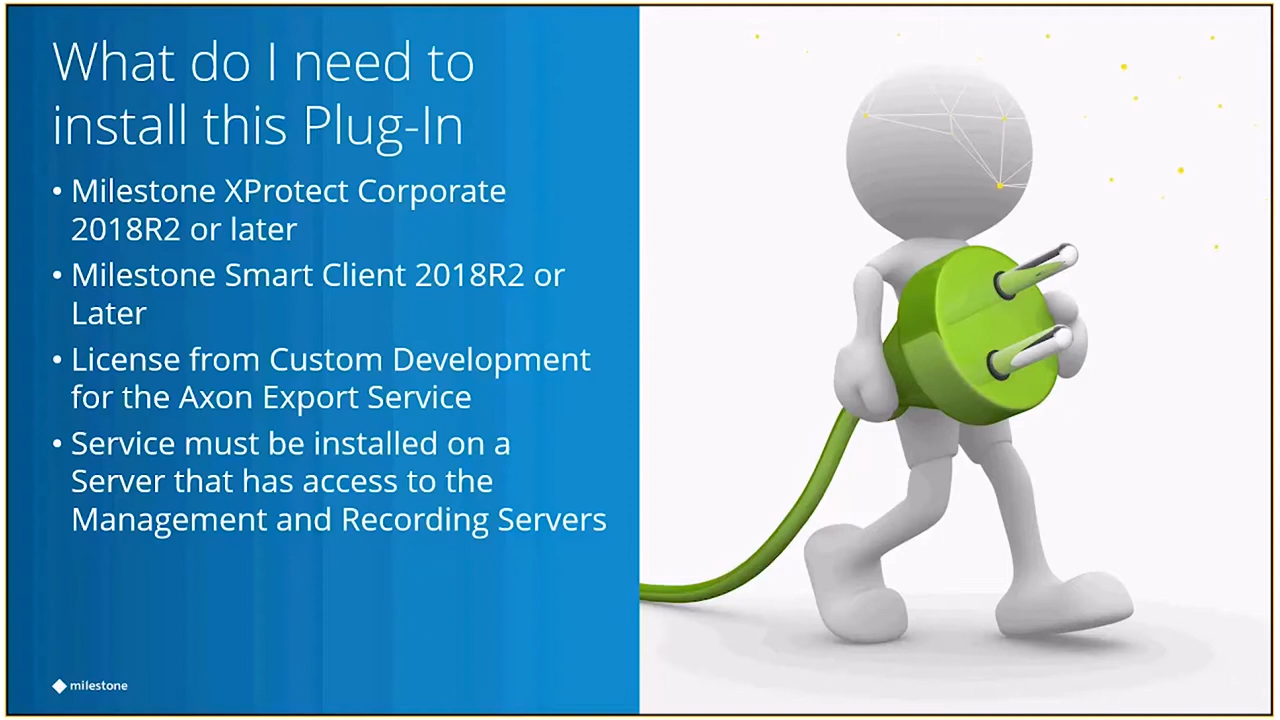 What do I need to
install this Plug-In
• Milestone XProtect Corporate
2018R2 or later
• Milestone Smart Client 2018R2 or
Later
• License from Custom Development
for the Axon Export Service
• Service must be installed on a
Server that has access to the
Management and Recording Servers
milestone